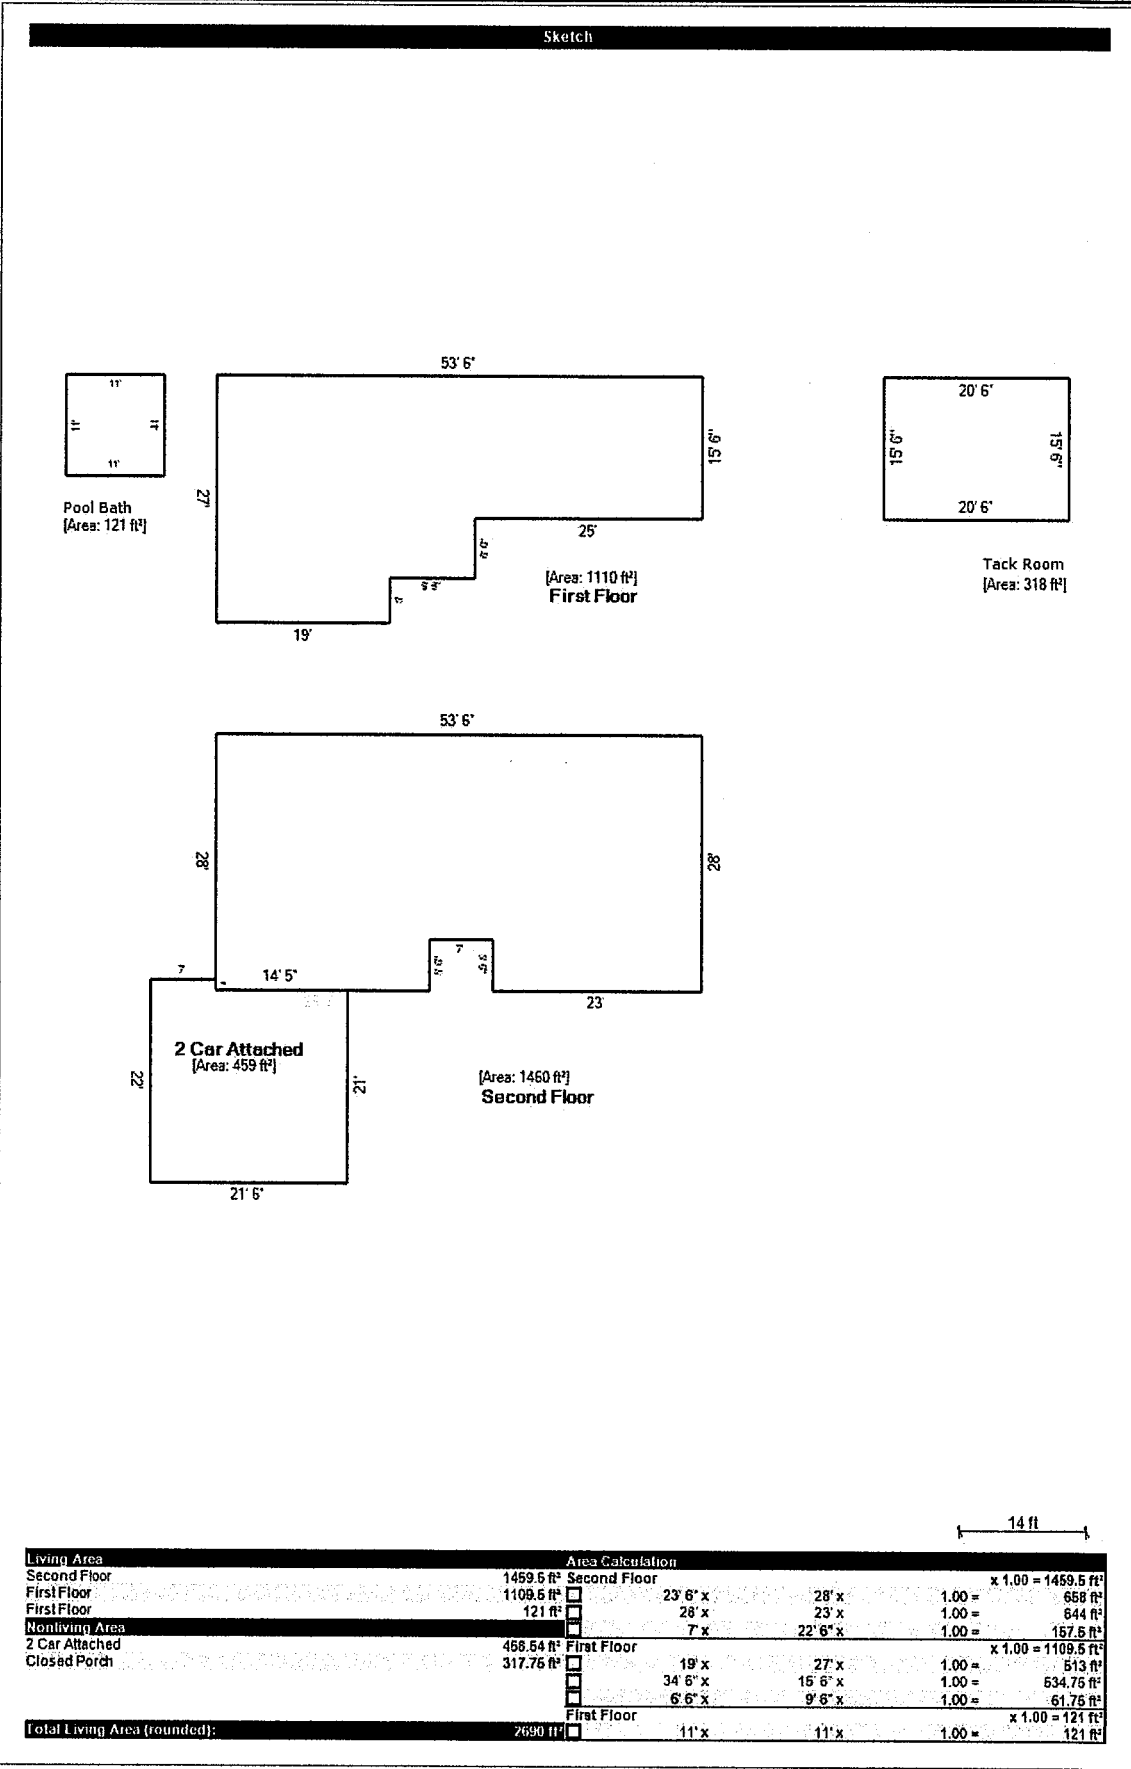 Sketch
53' 6"
11'
11'
11'
11'
Pool Bath
[Area: 121 ft²]
27'
15' 6"
25'
6' 6"
9' 6"
19'
[Area: 1110 ft²]
First Floor
20' 6"
15' 6"
15' 6"
20' 6"
Tack Room
[Area: 318 ft²]
53' 6"
28'
28'
7'
14' 5"
7'
5' 6"
5' 6"
23'
2 Car Attached
[Area: 459 ft²]
22'
21'
21' 6"
[Area: 1460 ft²]
Second Floor
14 ft
Living Area
Second Floor 1459.5 ft²
First Floor 1109.5 ft²
First Floor 121 ft²
Nonliving Area
2 Car Attached 458.54 ft²
Closed Porch 317.75 ft²
Total Living Area (rounded): 2690 ft²
Area Calculation
Second Floor x 1.00 = 1459.5 ft²
23' 6" x 28' x 1.00 = 658 ft²
28' x 23' x 1.00 = 644 ft²
7' x 22' 6" x 1.00 = 157.5 ft²
First Floor x 1.00 = 1109.5 ft²
19' x 27' x 1.00 = 513 ft²
34' 6" x 15' 6" x 1.00 = 534.75 ft²
6' 6" x 9' 6" x 1.00 = 61.75 ft²
First Floor x 1.00 = 121 ft²
11' x 11' x 1.00 = 121 ft²